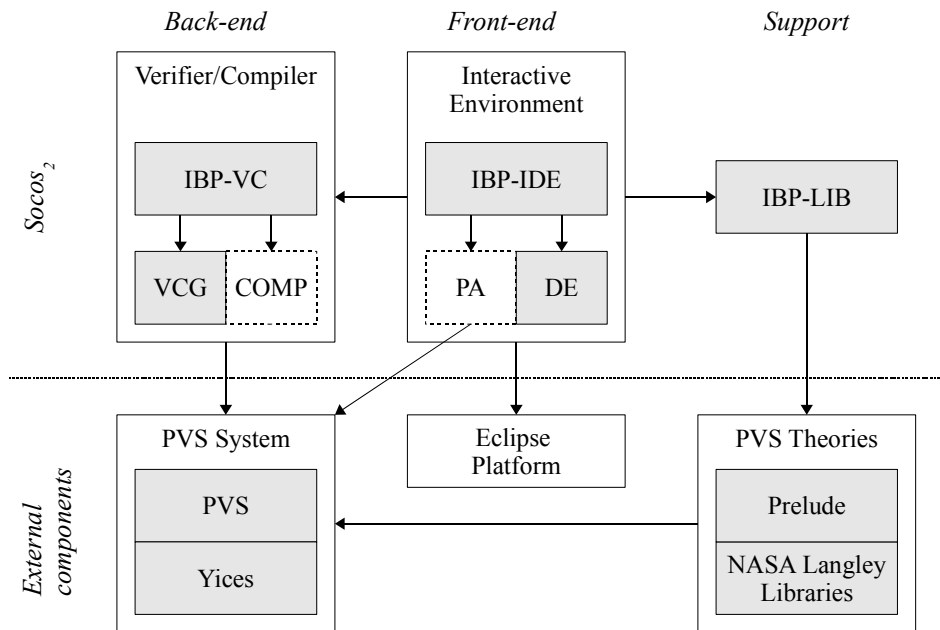 Back-end
Front-end
Support
Socos2
Verifier/Compiler
Interactive
Environment
IBP-VC
IBP-IDE
IBP-LIB
VCG
COMP
PA
DE
External
components
PVS System
Eclipse
Platform
PVS Theories
PVS
Yices
Prelude
NASA Langley
Libraries